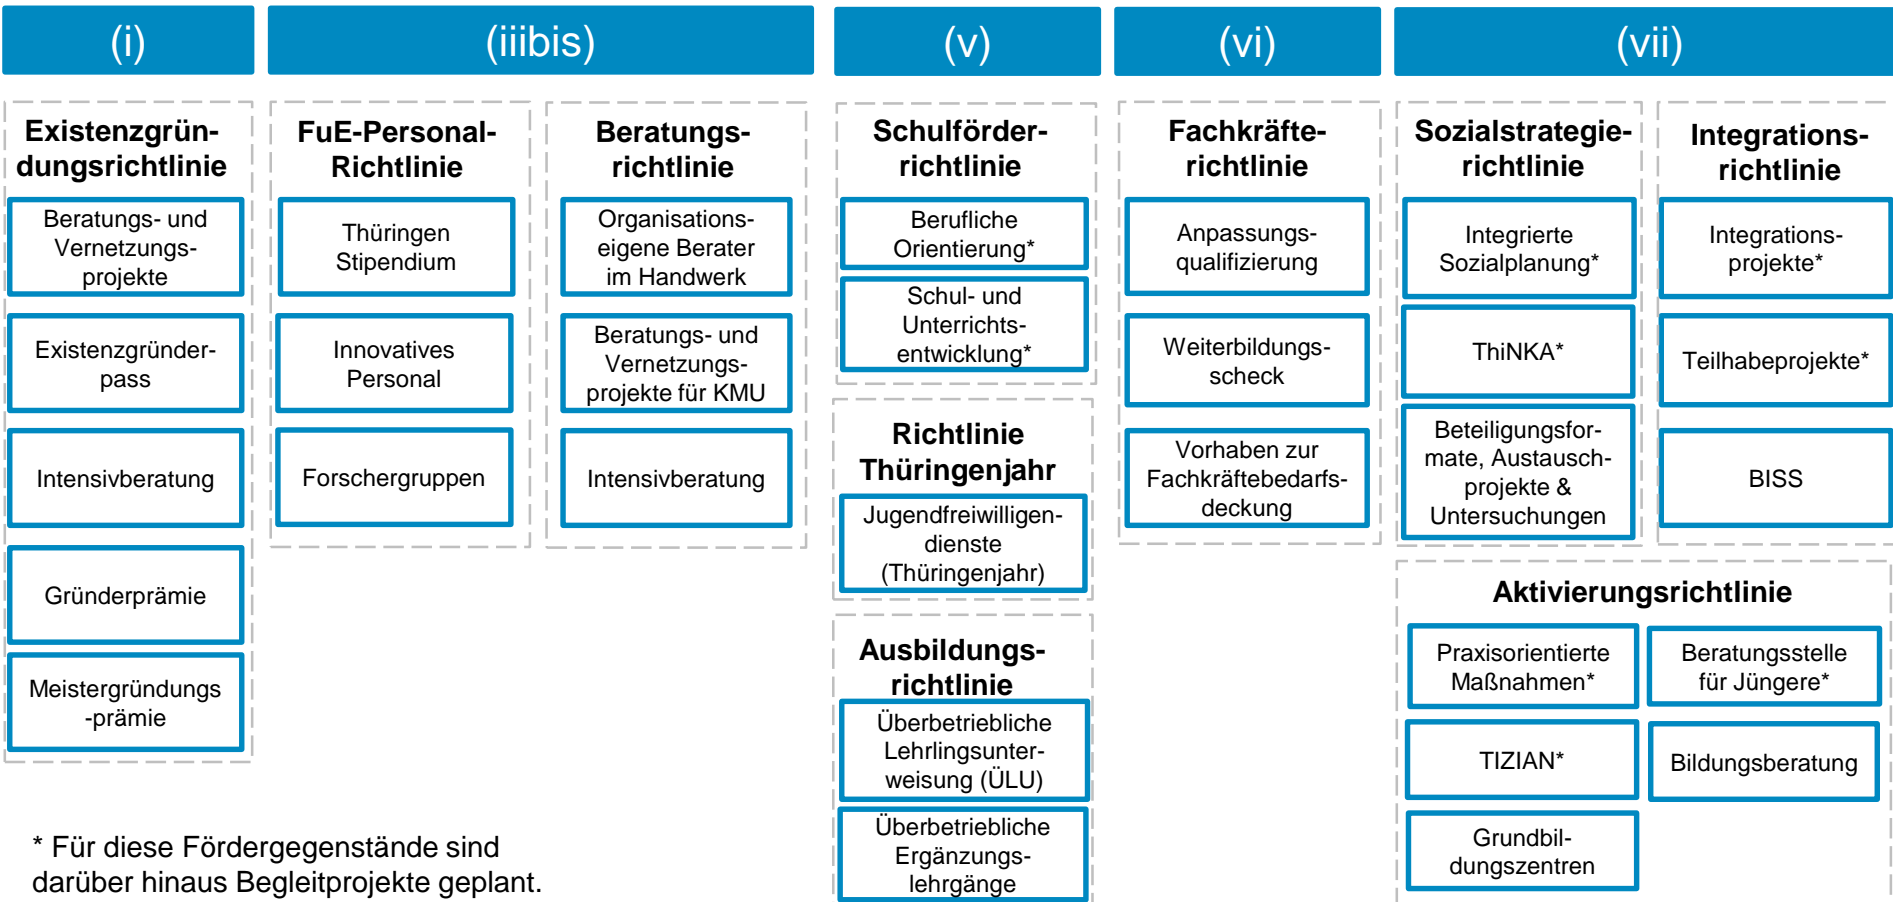 (i)
(iiibis)
(v)
(vi)
(vii)
Existenzgrün-
dungsrichtlinie
Beratungs- und
Vernetzungs-
projekte
Existenzgründer-
pass
Intensivberatung
Gründerprämie
Meistergründungs
-prämie
FuE-Personal-
Richtlinie
Thüringen
Stipendium
Innovatives
Personal
Forschergruppen
Beratungs-
richtlinie
Organisations-
eigene Berater
im Handwerk
Beratungs- und
Vernetzungs-
projekte für KMU
Intensivberatung
Schulförder-
richtlinie
Berufliche
Orientierung*
Schul- und
Unterrichts-
entwicklung*
Richtlinie
Thüringenjahr
Jugendfreiwilligen-
dienste
(Thüringenjahr)
Ausbildungs-
richtlinie
Überbetriebliche
Lehrlingsunter-
weisung (ÜLU)
Überbetriebliche
Ergänzungs-
lehrgänge
Fachkräfte-
richtlinie
Anpassungs-
qualifizierung
Weiterbildungs-
scheck
Vorhaben zur
Fachkräftebedarfs-
deckung
Sozialstrategie-
richtlinie
Integrierte
Sozialplanung*
ThiNKA*
Beteiligungsfor-
mate, Austausch-
projekte &
Untersuchungen
Integrations-
richtlinie
Integrations-
projekte*
Teilhabeprojekte*
BISS
Aktivierungsrichtlinie
Praxisorientierte
Maßnahmen*
Beratungsstelle
für Jüngere*
TIZIAN*
Bildungsberatung
Grundbil-
dungszentren
* Für diese Fördergegenstände sind
darüber hinaus Begleitprojekte geplant.